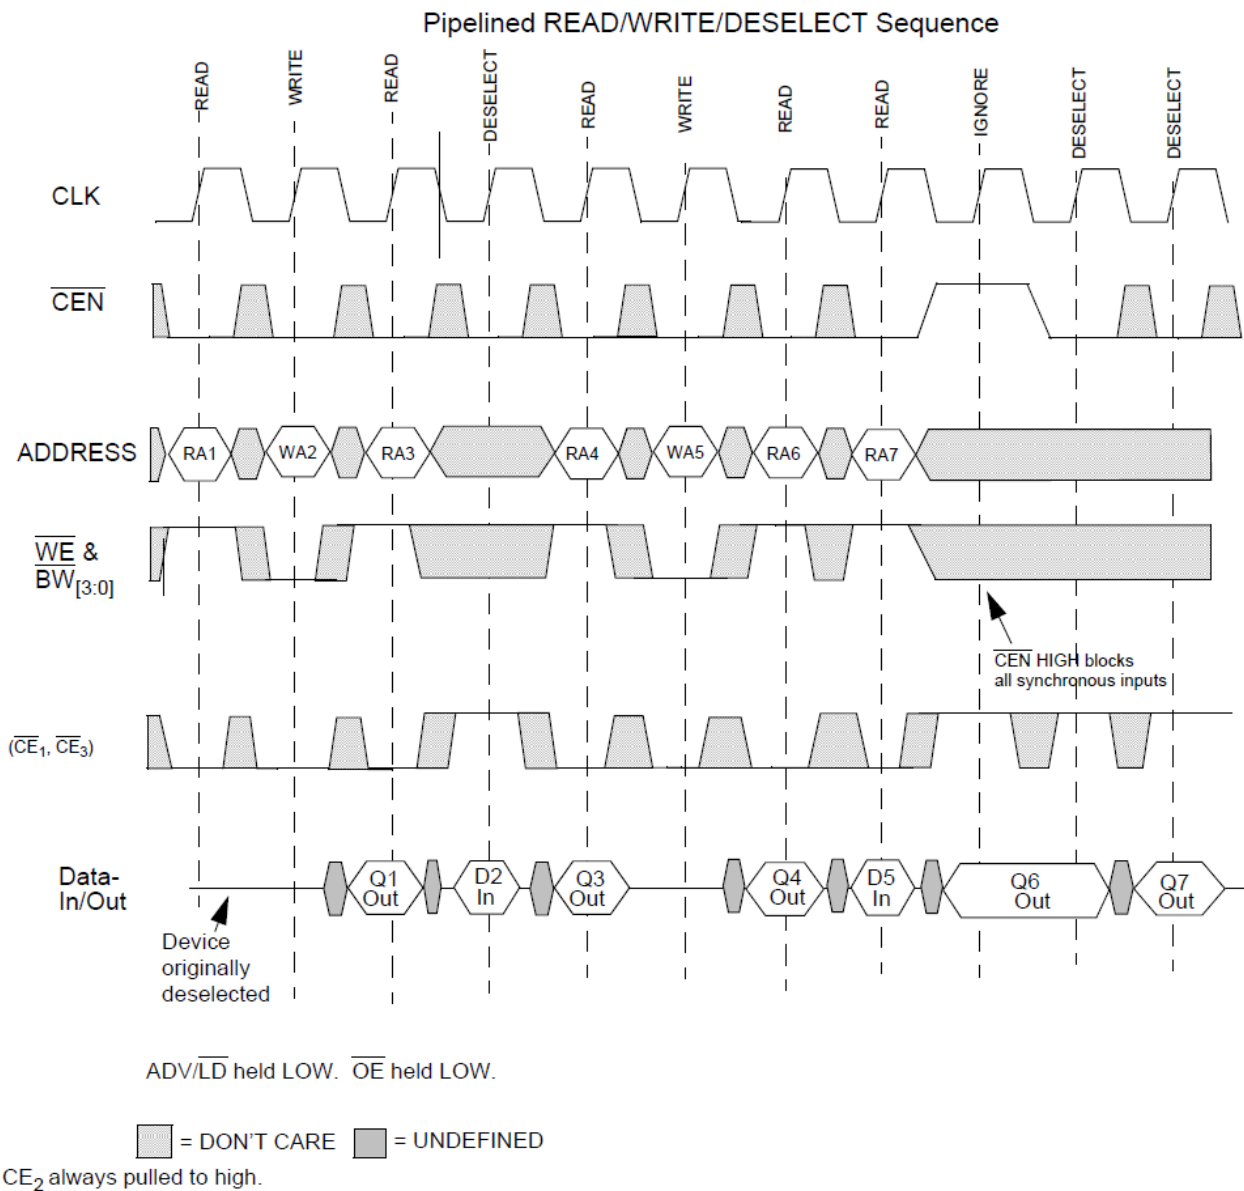 Pipelined READ/WRITE/DESELECT Sequence
READ
WRITE
READ
DESELECT
READ
WRITE
READ
READ
IGNORE
DESELECT
DESELECT
CLK
CEN
ADDRESS
RA1
WA2
RA3
RA4
WA5
RA6
RA7
WE &
BW[3:0]
CEN HIGH blocks
all synchronous inputs
(CE1, CE3)
Data-
In/Out
Q1
Out
D2
In
Q3
Out
Q4
Out
D5
In
Q6
Out
Q7
Out
Device
originally
deselected
ADV/LD held LOW. OE held LOW.
= DON'T CARE
= UNDEFINED
CE2 always pulled to high.